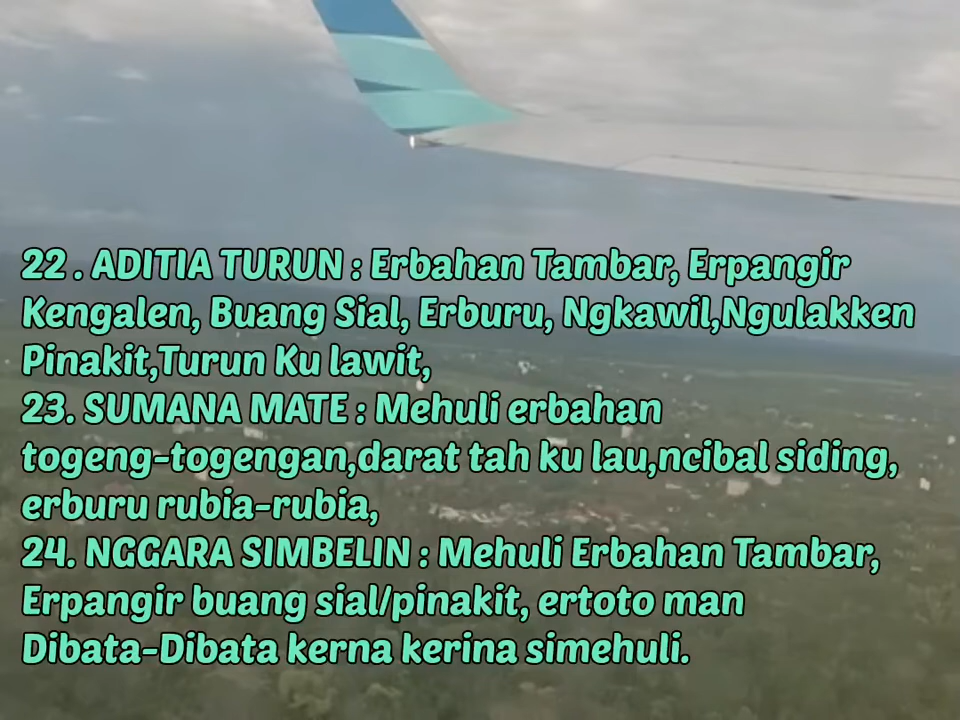 22 . ADITIA TURUN : Erbahan Tambar, Erpangir
Kengalen, Buang Sial, Erburu, Ngkawil,Ngulakken
Pinakit,Turun Ku lawit,
23. SUMANA MATE : Mehuli erbahan
togeng-togengan,darat tah ku lau,ncibal siding,
erburu rubia-rubia,
24. NGGARA SIMBELIN : Mehuli Erbahan Tambar,
Erpangir buang sial/pinakit, ertoto man
Dibata-Dibata kerna kerina simehuli.